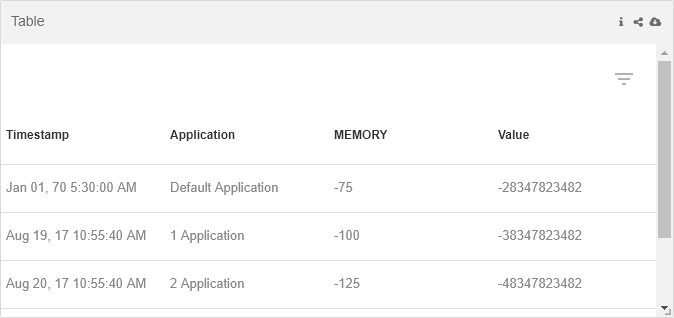 Table
Timestamp Application MEMORY Value
Jan 01, 70 5:30:00 AM Default Application -75 -28347823482
Aug 19, 17 10:55:40 AM 1 Application -100 -38347823482
Aug 20, 17 10:55:40 AM 2 Application -125 -48347823482